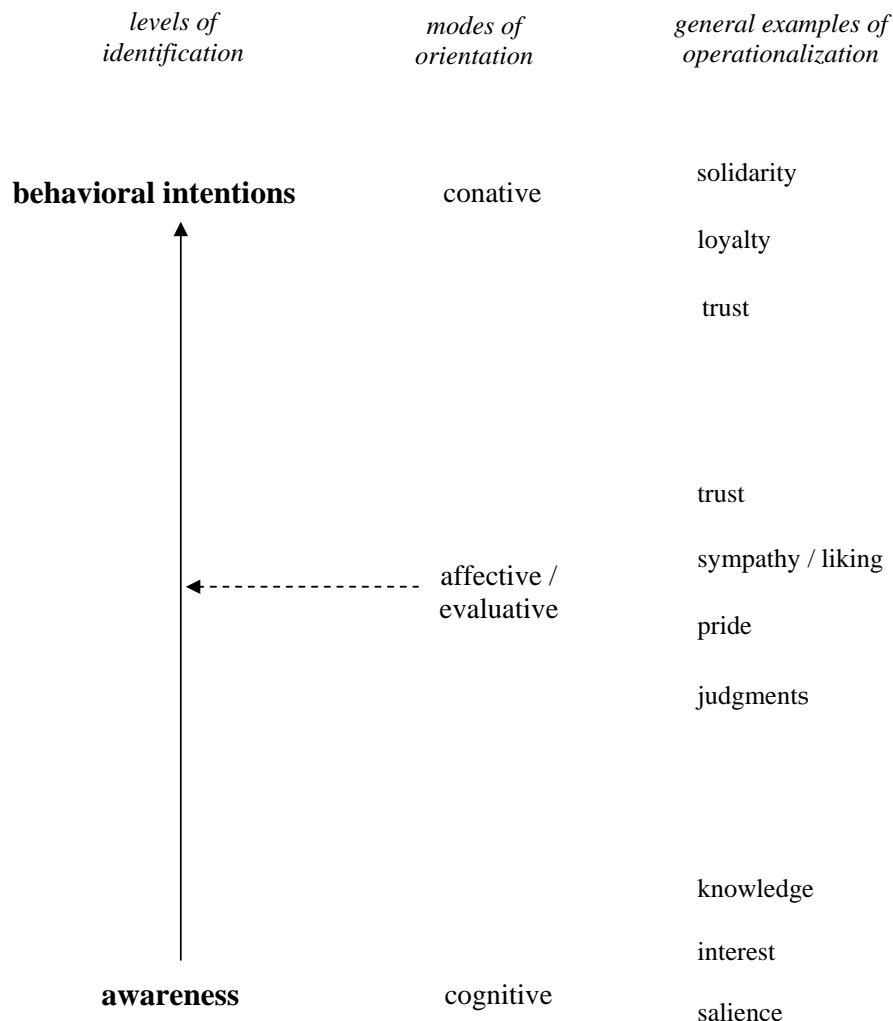 levels of
identification
modes of
orientation
general examples of
operationalization
behavioral intentions
conative
solidarity
loyalty
trust
affective /
evaluative
trust
sympathy / liking
pride
judgments
awareness
cognitive
knowledge
interest
salience